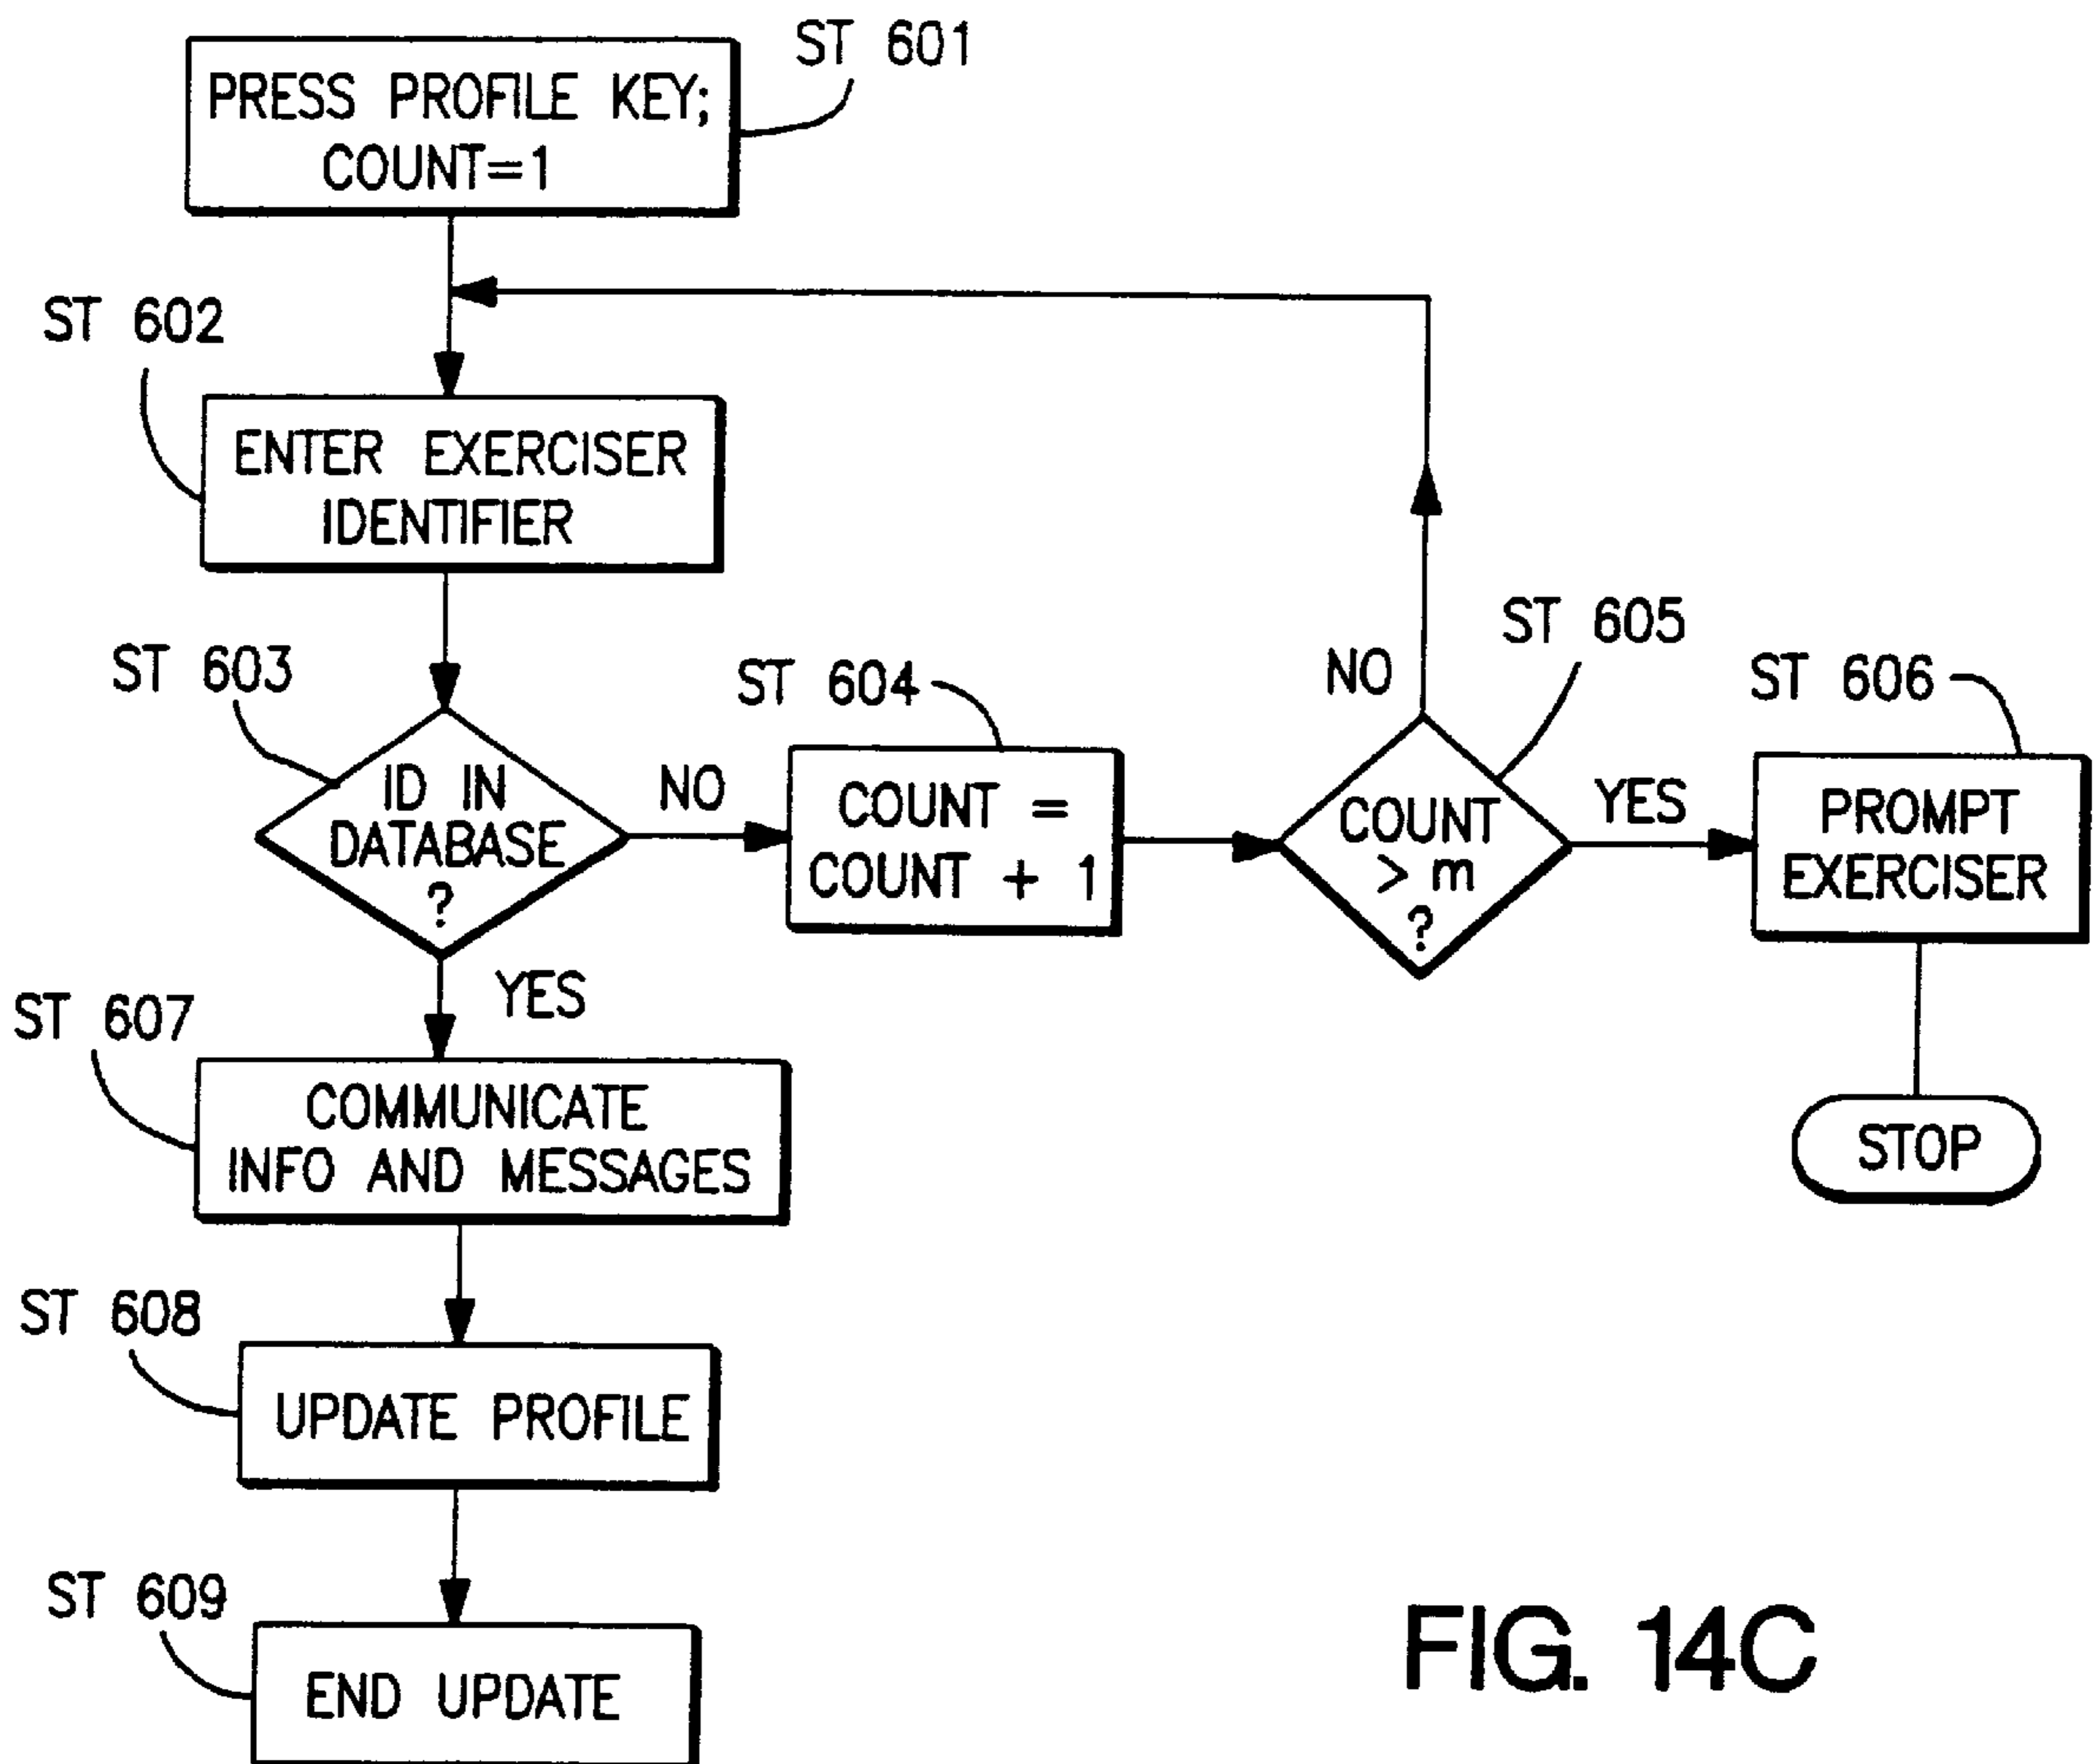 ST 601
PRESS PROFILE KEY;
COUNT=1
ST 602
ENTER EXERCISER
IDENTIFIER
ST 603
ID IN
DATABASE
?
NO
YES
ST 604
COUNT =
COUNT + 1
ST 605
COUNT
> m
?
NO
YES
ST 606
PROMPT
EXERCISER
STOP
ST 607
COMMUNICATE
INFO AND MESSAGES
ST 608
UPDATE PROFILE
ST 609
END UPDATE
FIG. 14C